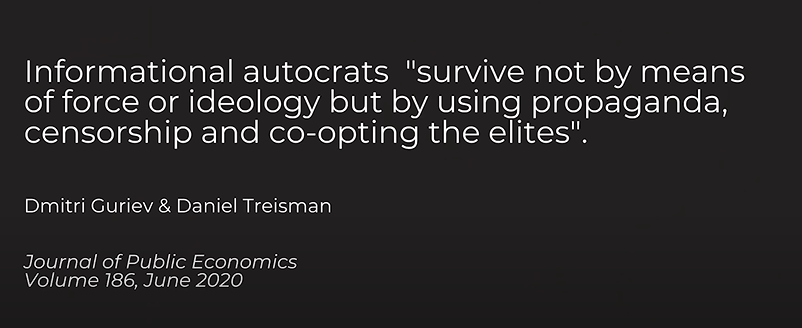 Informational autocrats  "survive not by means
of force or ideology but by using propaganda,
censorship and co-opting the elites".
Dmitri Guriev & Daniel Treisman
Journal of Public Economics
Volume 186, June 2020